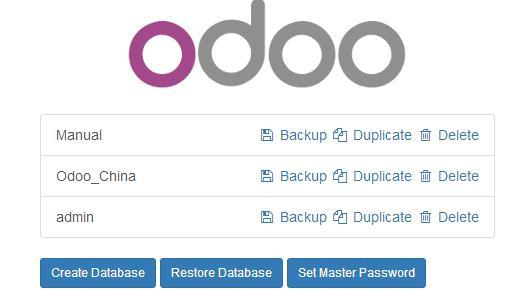 odoo
Manual Backup Duplicate Delete
Odoo_China Backup Duplicate Delete
admin Backup Duplicate Delete
Create Database Restore Database Set Master Password